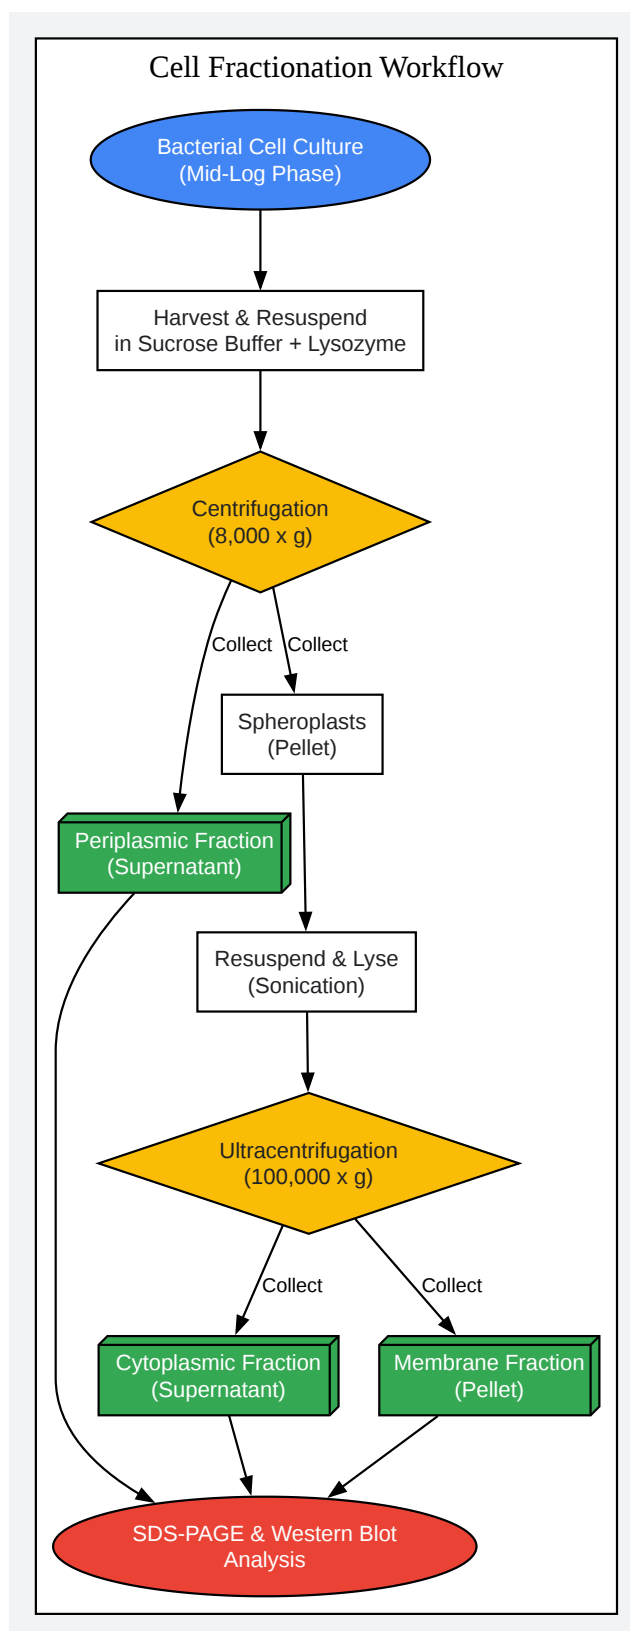 Cell Fractionation Workflow
Bacterial Cell Culture
(Mid-Log Phase)
Harvest & Resuspend
in Sucrose Buffer + Lysozyme
Centrifugation
(8,000 x g)
Collect
Collect
Spheroplasts
(Pellet)
Periplasmic Fraction
(Supernatant)
Resuspend & Lyse
(Sonication)
Ultracentrifugation
(100,000 x g)
Collect
Collect
Cytoplasmic Fraction
(Supernatant)
Membrane Fraction
(Pellet)
SDS-PAGE & Western Blot
Analysis